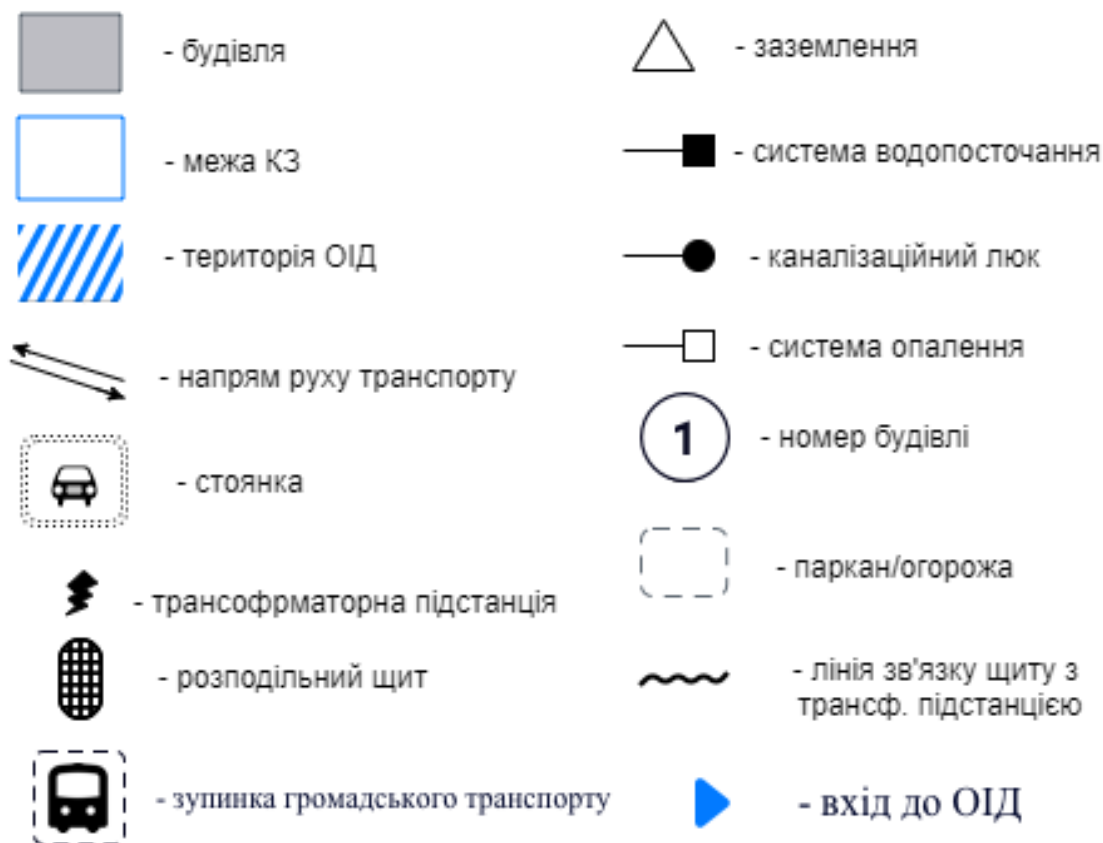 - будівля
- межа КЗ
- територія ОІД
- напрям руху транспорту
- стоянка
- трансофрматорна підстанція
- розподільний щит
- зупинка громадського транспорту
- заземлення
- система водопосточання
- каналізаційний люк
- система опалення
1 - номер будівлі
- паркан/огорожа
- лінія зв'язку щиту з
трансф. підстанцією
- вхід до ОІД